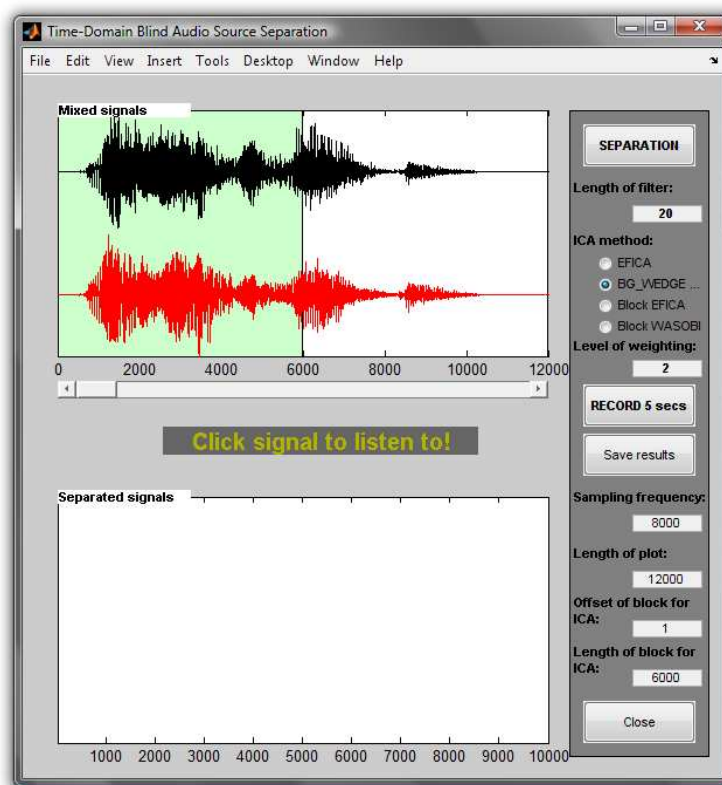 Time-Domain Blind Audio Source Separation
File Edit View Insert Tools Desktop Window Help
Mixed signals
0 2000 4000 6000 8000 10000 12000
Click signal to listen to!
Separated signals
1000 2000 3000 4000 5000 6000 7000 8000 9000 10000
SEPARATION
Length of filter:
20
ICA method:
EFICA
BG_WEDGE ...
Block EFICA
Block WASOBI
Level of weighting:
2
RECORD 5 secs
Save results
Sampling frequency:
8000
Length of plot:
12000
Offset of block for
ICA:
1
Length of block for
ICA:
6000
Close